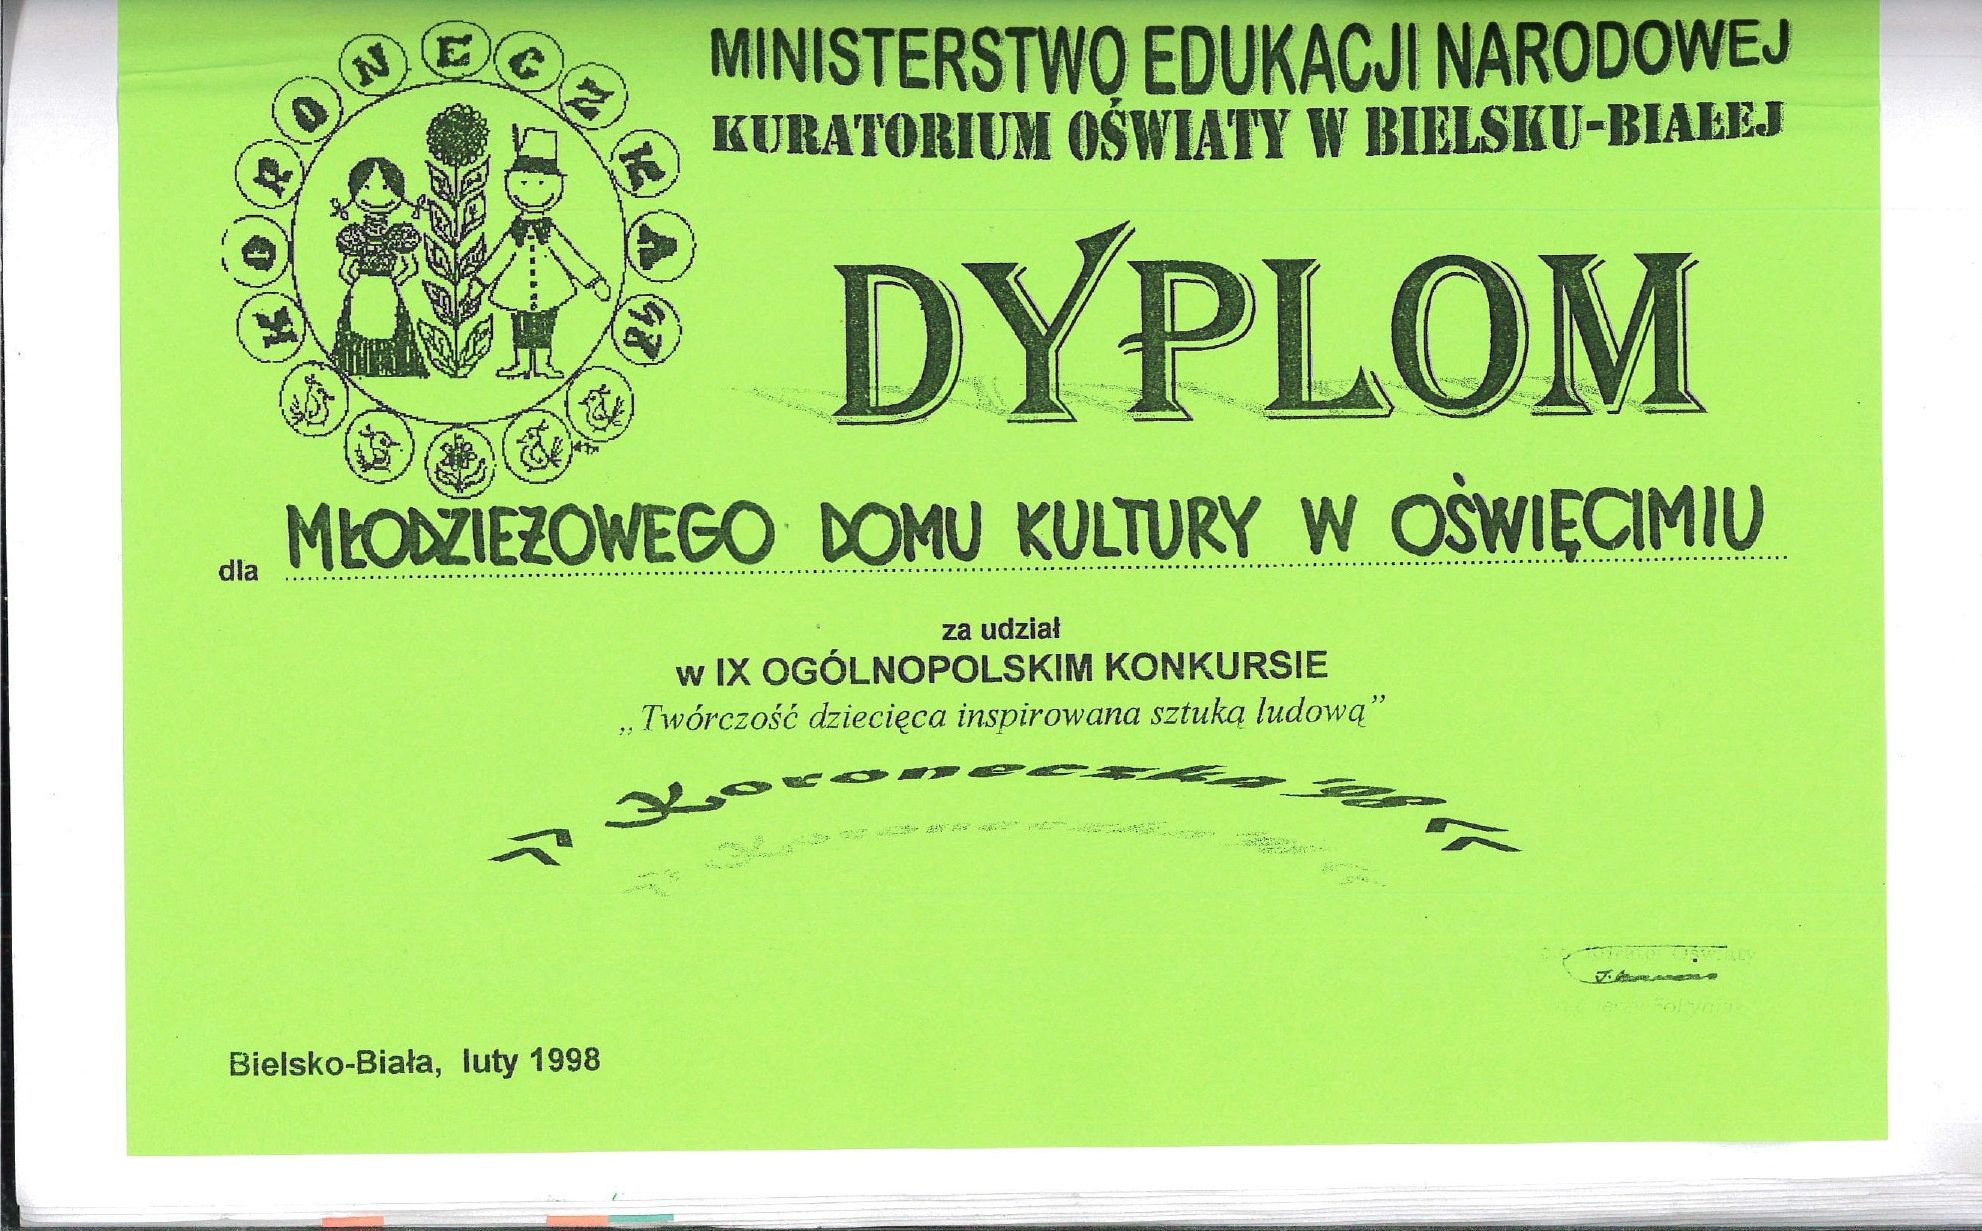 KORONECZKA 98
MINISTERSTWO EDUKACJI NARODOWEJ
KURATORIUM OŚWIATY W BIELSKU-BIAŁEJ
DYPLOM
dla MŁODZIEŻOWEGO DOMU KULTURY W OŚWIĘCIMIU
za udział
w IX OGÓLNOPOLSKIM KONKURSIE
„Twórczość dziecięca inspirowana sztuką ludową”
Koroneczka '98
Bielsko-Biała, luty 1998